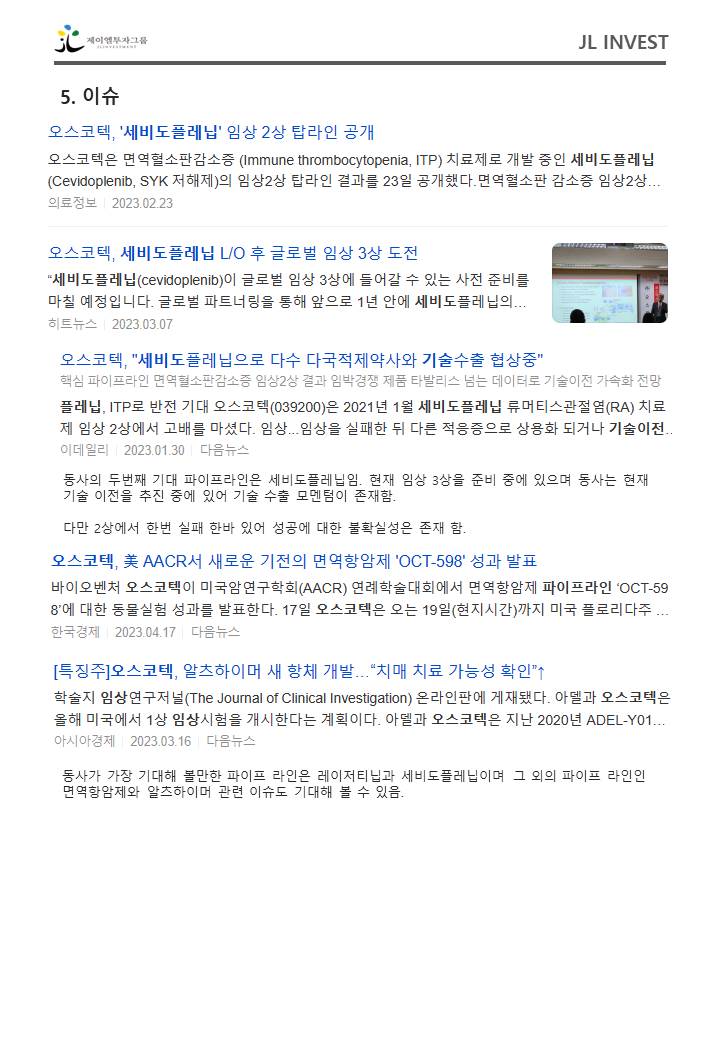 제이엘투자그룹
JLINVESTMENT
JL INVEST
5. 이슈
오스코텍, '세비도플레닙' 임상 2상 탑라인 공개
오스코텍은 면역혈소판감소증 (Immune thrombocytopenia, ITP) 치료제로 개발 중인 세비도플레닙
(Cevidoplenib, SYK 저해제)의 임상2상 탑라인 결과를 23일 공개했다.면역혈소판 감소증 임상2상...
의료정보 2023.02.23
오스코텍, 세비도플레닙 L/O 후 글로벌 임상 3상 도전
“세비도플레닙(cevidoplenib)이 글로벌 임상 3상에 들어갈 수 있는 사전 준비를
마칠 예정입니다. 글로벌 파트너링을 통해 앞으로 1년 안에 세비도플레닙의...
히트뉴스 2023.03.07
오스코텍, "세비도플레닙으로 다수 다국적제약사와 기술수출 협상중"
핵심 파이프라인 면역혈소판감소증 임상2상 결과 임박경쟁 제품 타발리스 넘는 데이터로 기술이전 가속화 전망
플레닙, ITP로 반전 기대 오스코텍(039200)은 2021년 1월 세비도플레닙 류머티스관절염(RA) 치료
제 임상 2상에서 고배를 마셨다. 임상...임상을 실패한 뒤 다른 적응증으로 상용화 되거나 기술이전..
이데일리 2023.01.30 다음뉴스
동사의 두번째 기대 파이프라인은 세비도플레닙임. 현재 임상 3상을 준비 중에 있으며 동사는 현재
기술 이전을 추진 중에 있어 기술 수출 모멘텀이 존재함.
다만 2상에서 한번 실패 한바 있어 성공에 대한 불확실성은 존재 함.
오스코텍, 美 AACR서 새로운 기전의 면역항암제 'OCT-598' 성과 발표
바이오벤처 오스코텍이 미국암연구학회(AACR) 연례학술대회에서 면역항암제 파이프라인 ‘OCT-59
8’에 대한 동물실험 성과를 발표한다. 17일 오스코텍은 오는 19일(현지시간)까지 미국 플로리다주 ...
한국경제 2023.04.17 다음뉴스
[특징주]오스코텍, 알츠하이머 새 항체 개발...“치매 치료 가능성 확인”↑
학술지 임상연구저널(The Journal of Clinical Investigation) 온라인판에 게재됐다. 아델과 오스코텍은
올해 미국에서 1상 임상시험을 개시한다는 계획이다. 아델과 오스코텍은 지난 2020년 ADEL-Y01...
아시아경제 2023.03.16 다음뉴스
동사가 가장 기대해 볼만한 파이프 라인은 레이저티닙과 세비도플레닙이며 그 외의 파이프 라인인
면역항암제와 알츠하이머 관련 이슈도 기대해 볼 수 있음.